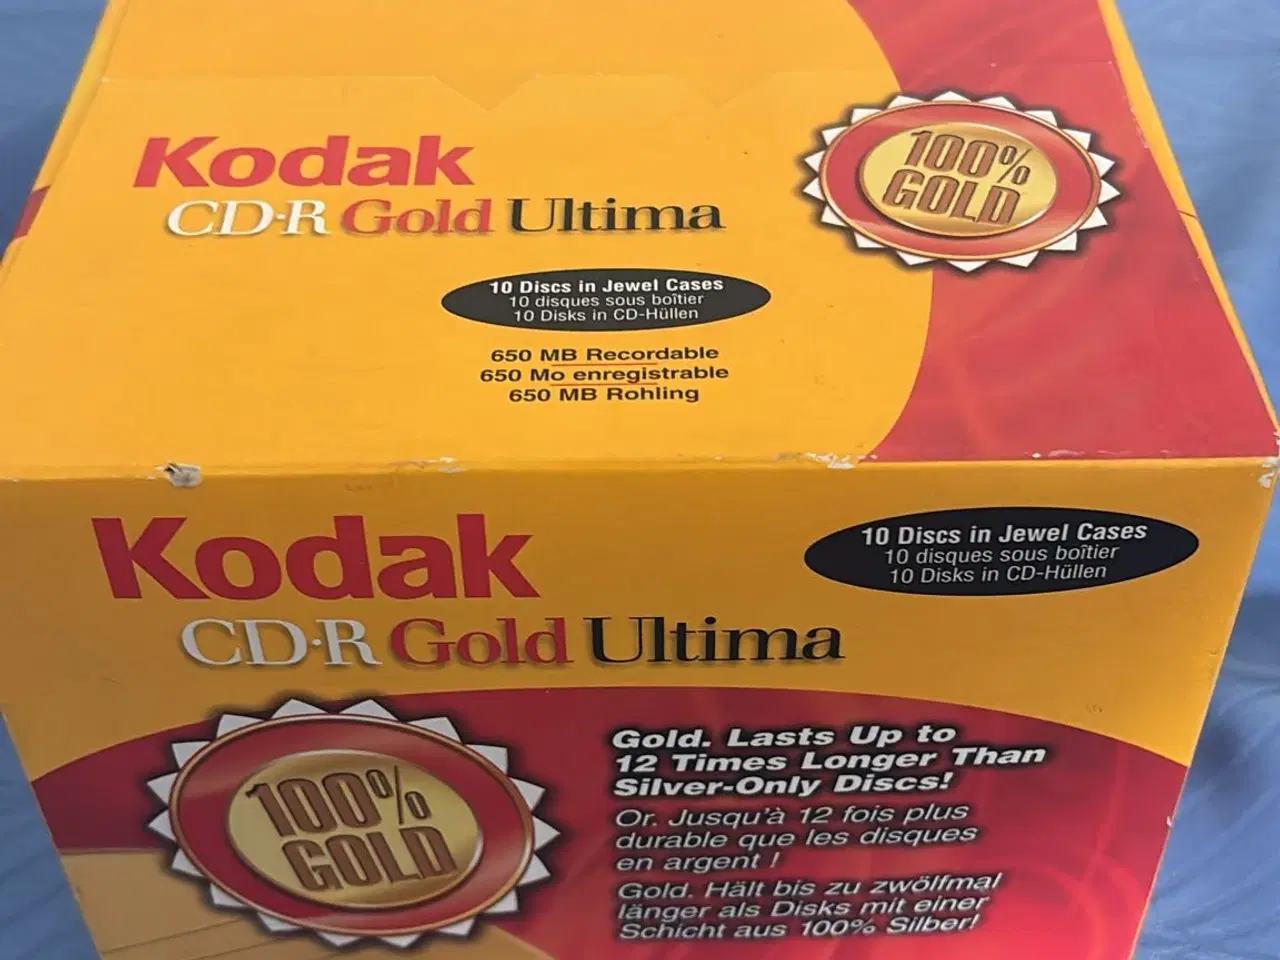 Kodak
CD·R Gold Ultima
100%
GOLD
10 Discs in Jewel Cases
10 disques sous boîtier
10 Disks in CD-Hüllen
650 MB Recordable
650 Mo enregistrable
650 MB Rohling
Kodak
CD·R Gold Ultima
10 Discs in Jewel Cases
10 disques sous boîtier
10 Disks in CD-Hüllen
100%
GOLD
Gold. Lasts Up to
12 Times Longer Than
Silver-Only Discs!
Or. Jusqu'à 12 fois plus
durable que les disques
en argent !
Gold. Hält bis zu zwölfmal
länger als Disks mit einer
Schicht aus 100% Silber!